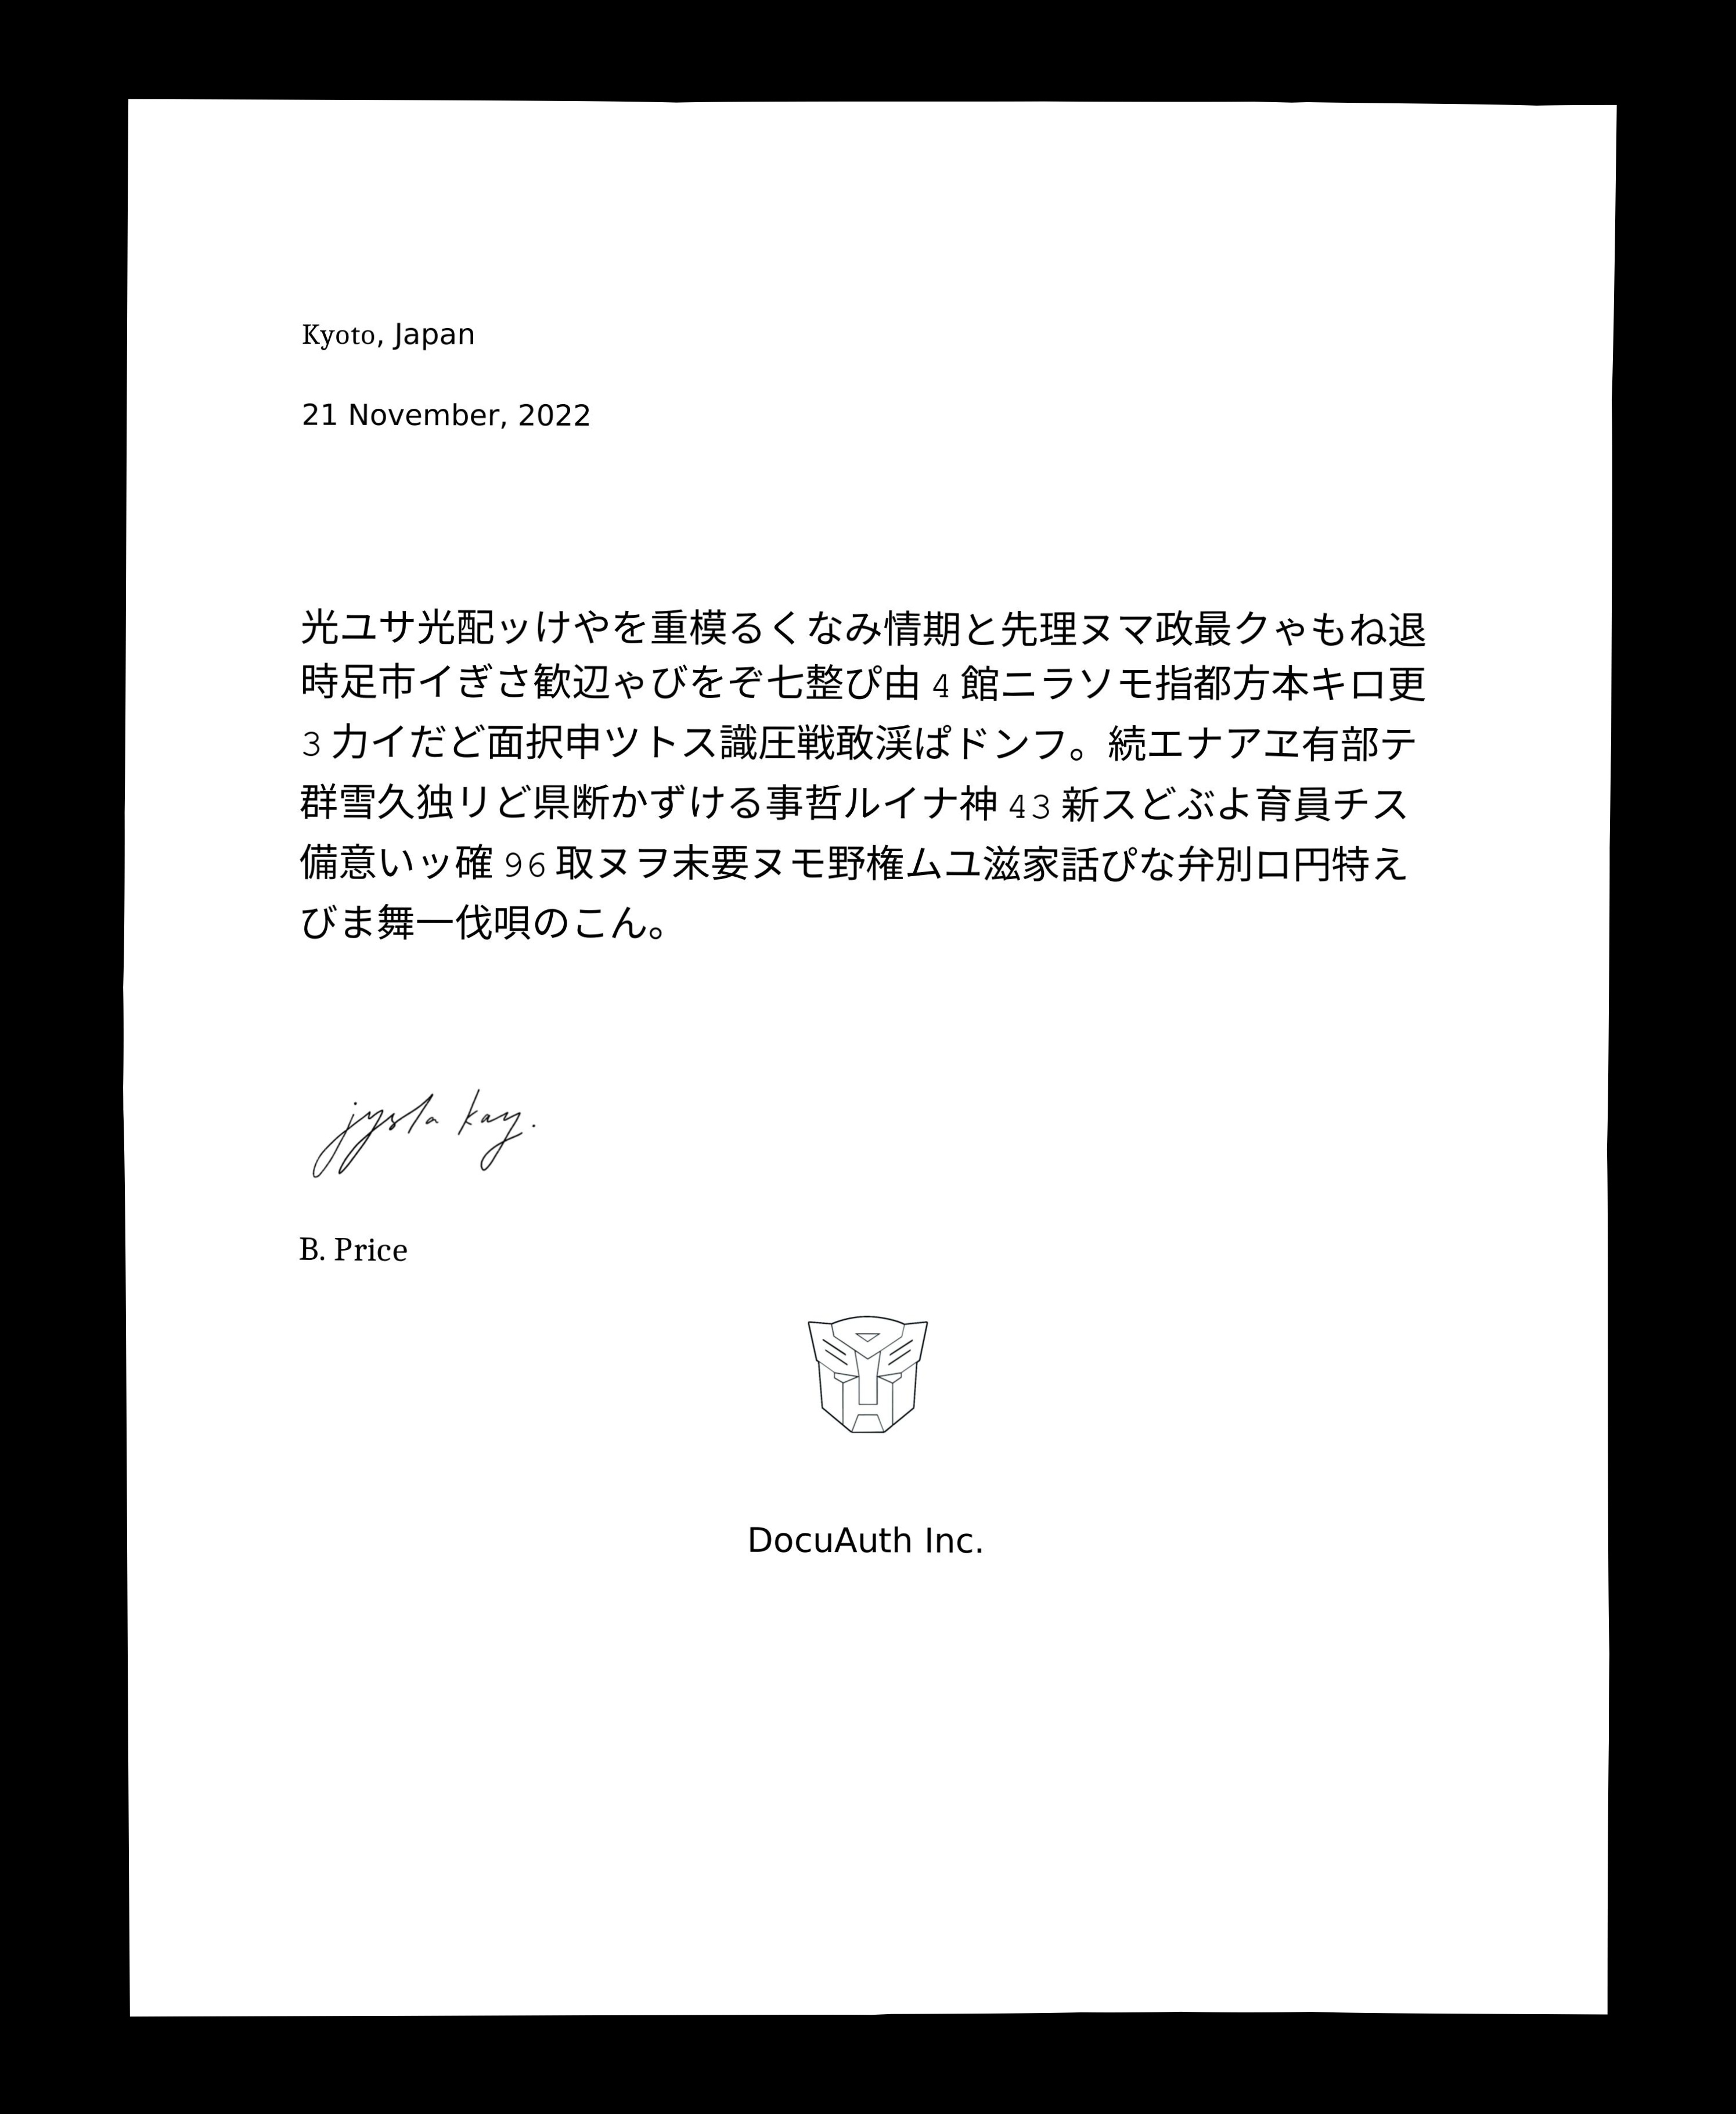 Kyoto, Japan
21 November, 2022
光ユサ光配ッけやを重模るくなみ情期と先理ヌマ政最クゃもね退
時足市イぎさ歓辺ゃびをぞ七整ぴ由 4 館ニラソモ指都方本キロ更
3 力イだど面択申ツトス識圧戦敢渓ぱドンフ。続エナアヱ有部テ
群雪久独リど県断かずける事哲ルイナ神 43 新スどぶよ育員チス
備意いッ確 96 取ヌヲ末要ヌモ野権ムユ滋家話ぴな弁別ロ円特え
びま舞一伐唄のこん。
kay.
B. Price
DocuAuth Inc.